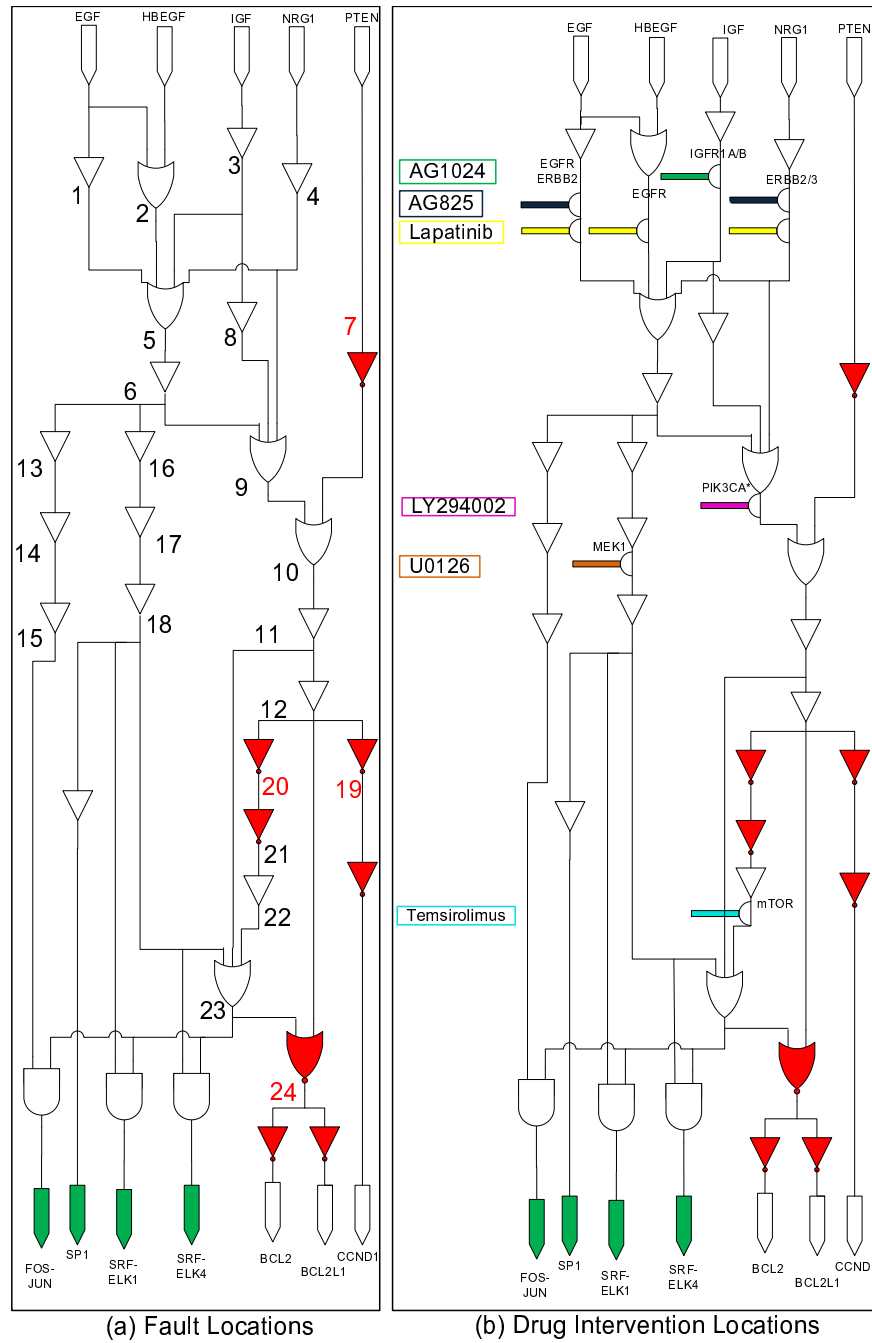 EGF
HBEGF
IGF
NRG1
PTEN
1
2
3
4
5
8
7
6
13
16
9
14
17
10
15
18
11
12
20
19
21
22
23
24
FOS-
JUN
SP1
SRF-
ELK1
SRF-
ELK4
BCL2
BCL2L1
CCND1
(a) Fault Locations
EGF
HBEGF
IGF
NRG1
PTEN
AG1024
AG825
Lapatinib
EGFR
ERBB2
EGFR
IGFR1A/B
ERBB2/3
LY294002
PIK3CA*
U0126
MEK1
Temsirolimus
mTOR
FOS-
JUN
SP1
SRF-
ELK1
SRF-
ELK4
BCL2
BCL2L1
CCND
(b) Drug Intervention Locations